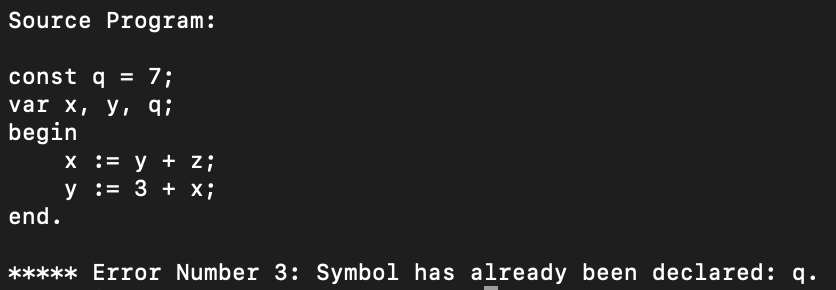 Source Program:
const q = 7;
var x, y, q;
begin
    x := y + z;
    y := 3 + x;
end.
***** Error Number 3: Symbol has already been declared: q.